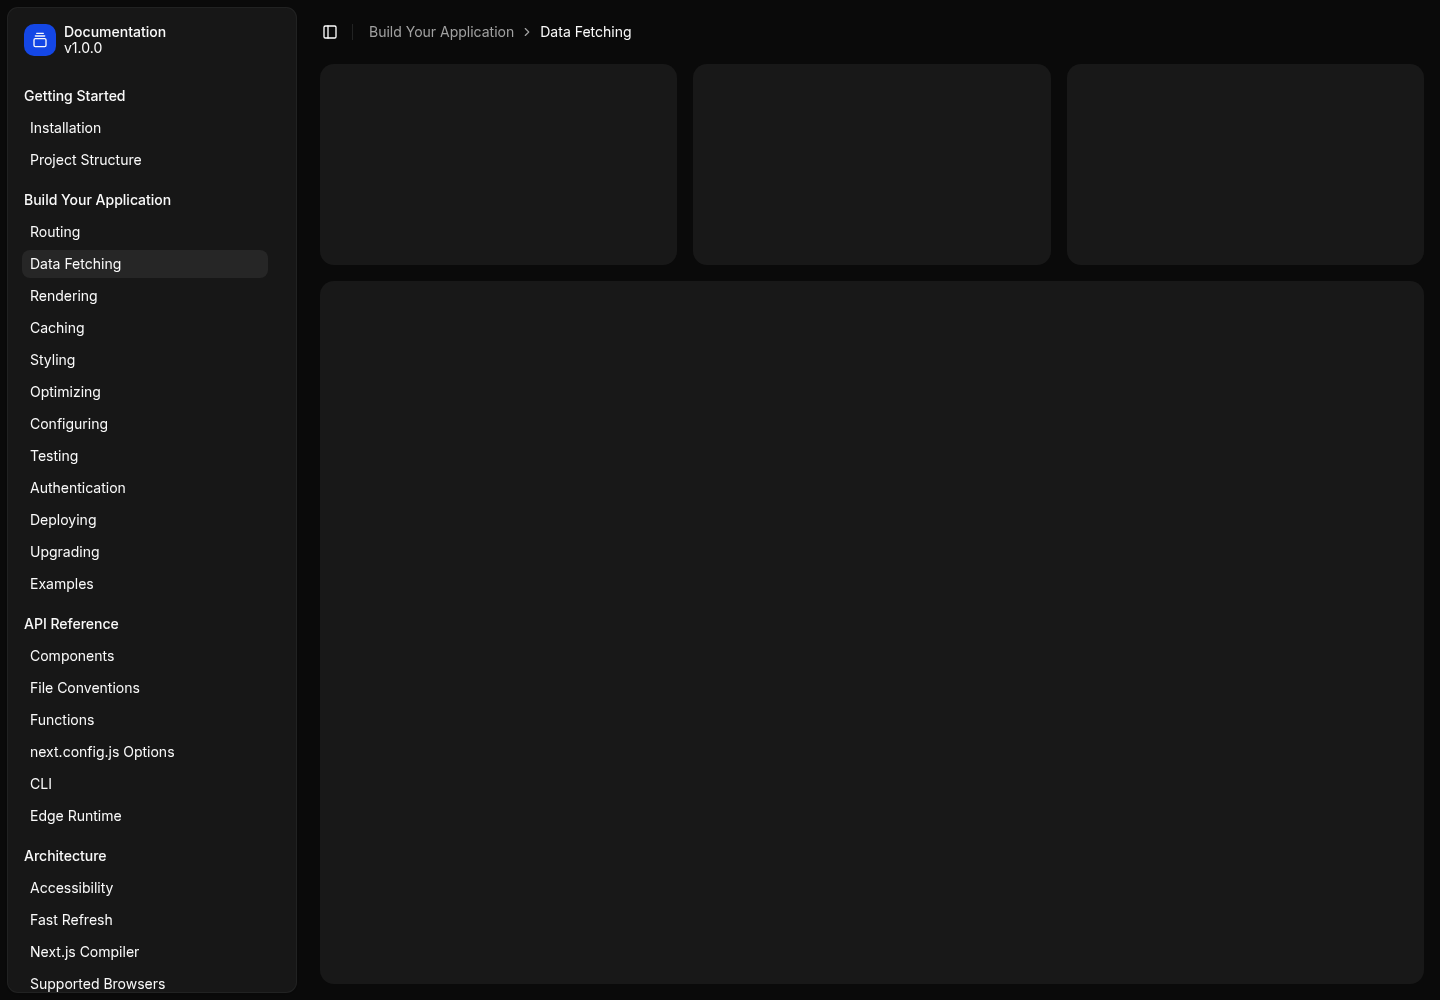 Documentation
v1.0.0
Getting Started
Installation
Project Structure
Build Your Application
Routing
Data Fetching
Rendering
Caching
Styling
Optimizing
Configuring
Testing
Authentication
Deploying
Upgrading
Examples
API Reference
Components
File Conventions
Functions
next.config.js Options
CLI
Edge Runtime
Architecture
Accessibility
Fast Refresh
Next.js Compiler
Supported Browsers
Build Your Application > Data Fetching